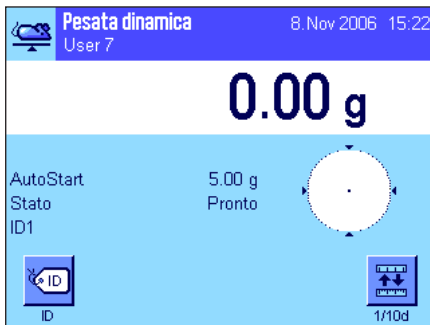 Pesata dinamica 8.Nov 2006 15:22
User 7
0.00 g
AutoStart 5.00 g
Stato Pronto
ID1
ID
ID 1/10d